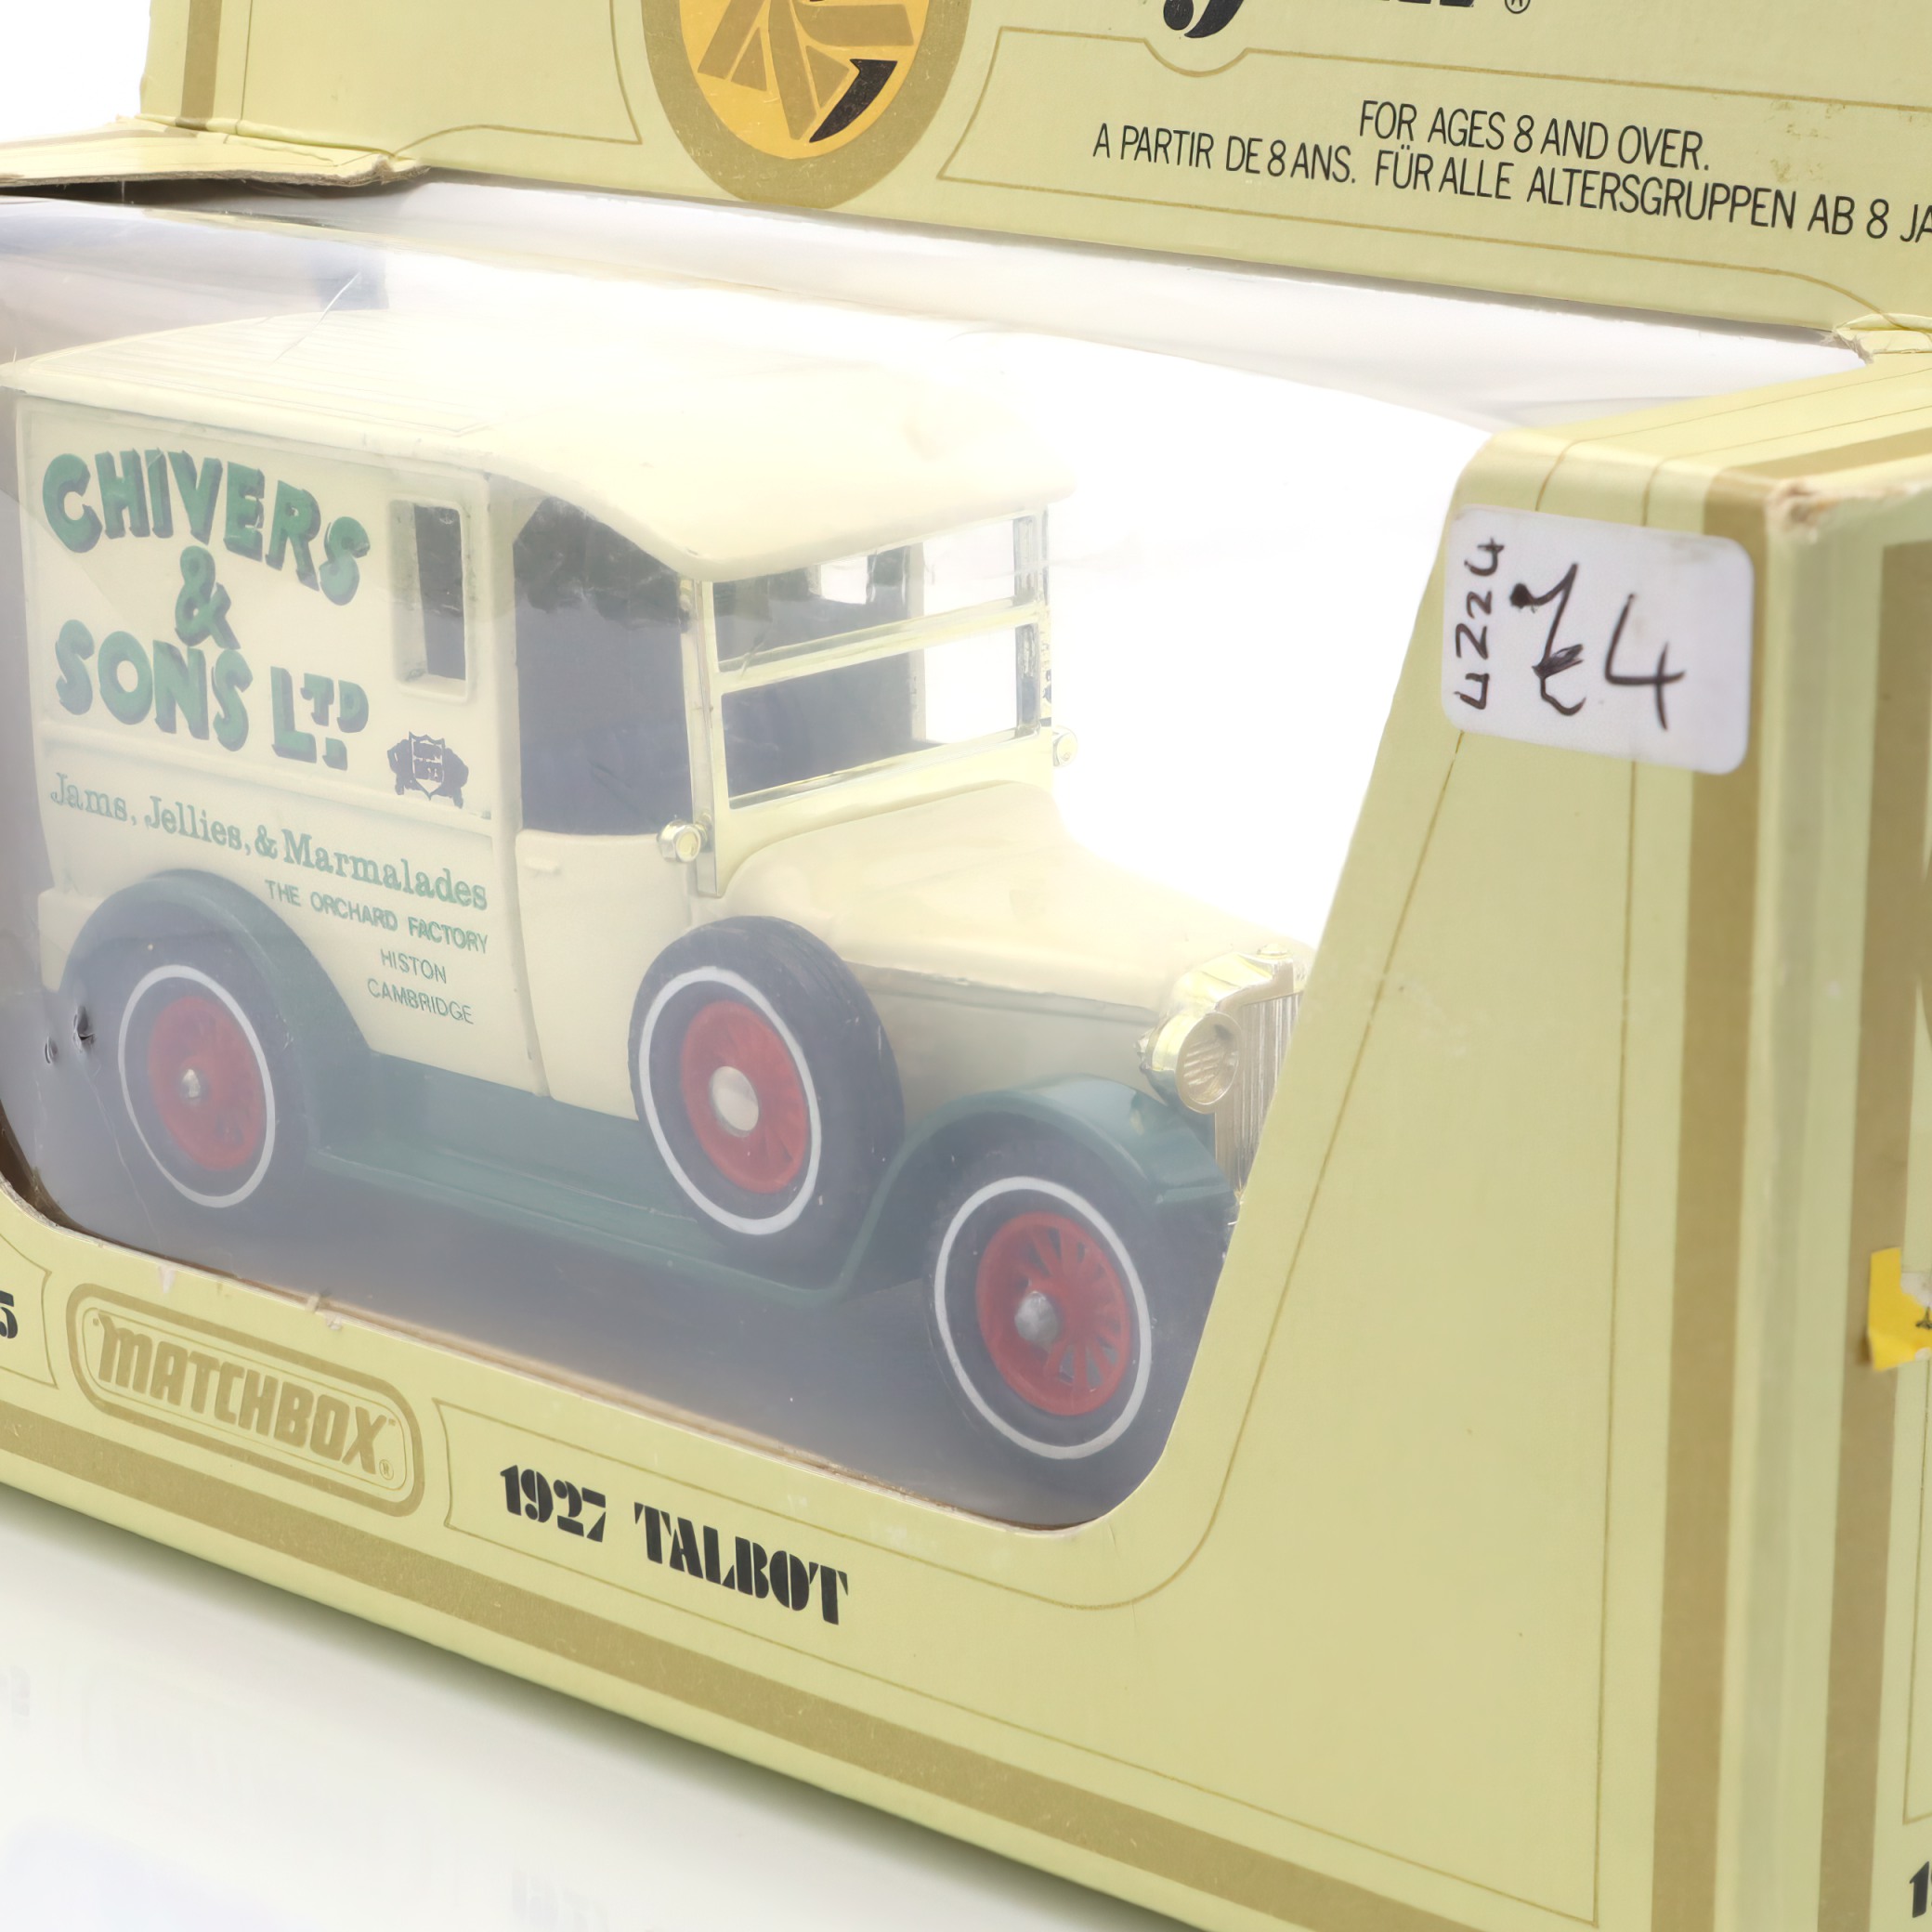 FOR AGES 8 AND OVER.
A PARTIR DE 8 ANS. FÜR ALLE ALTERSGRUPPEN AB 8 JA
CHIVERS
&
SONS LTD
Jams, Jellies, & Marmalades
THE ORCHARD FACTORY
HISTON
CAMBRIDGE
4224
£4
5
MATCHBOX
1927 TALBOT